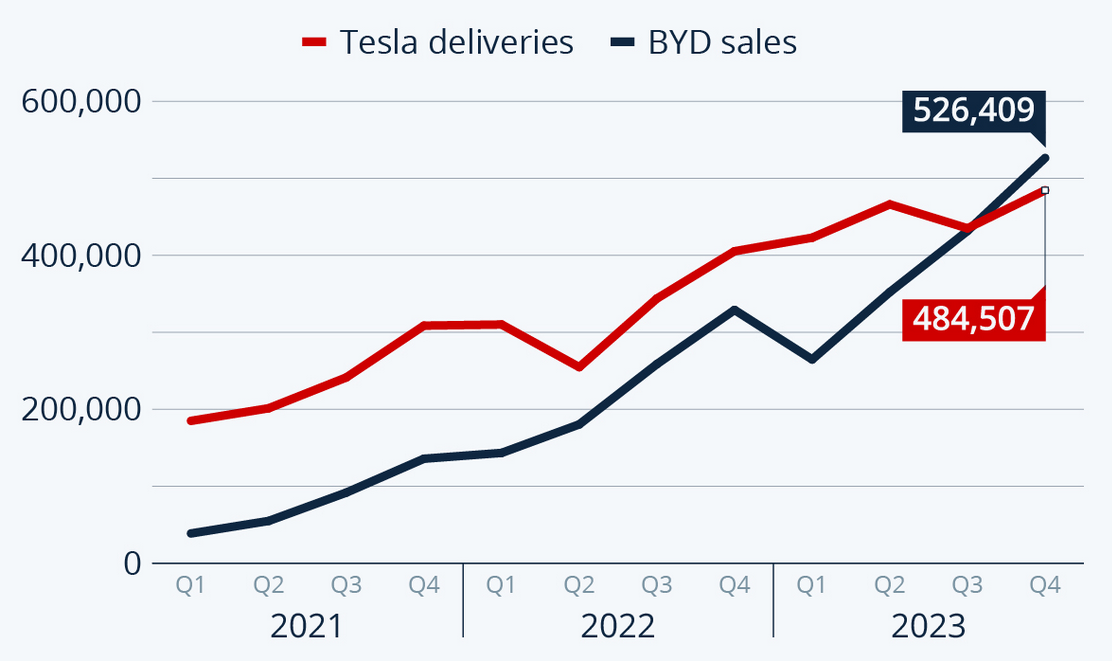 Tesla deliveries BYD sales
600,000
526,409
400,000
484,507
200,000
0
Q1 Q2 Q3 Q4 Q1 Q2 Q3 Q4 Q1 Q2 Q3 Q4
2021 2022 2023